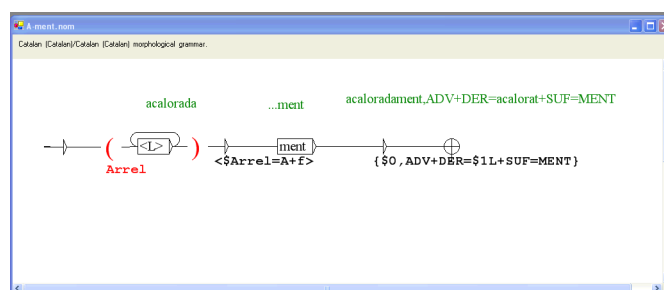 A-ment.nom
Catalan (Catalan)/Catalan (Catalan) morphological grammar.
acalorada ...ment acaloradament,ADV+DER=acalorat+SUF=MENT
( <L> ) ment
Arrel <$Arrel=A+f> {$0,ADV+DER=$1L+SUF=MENT}